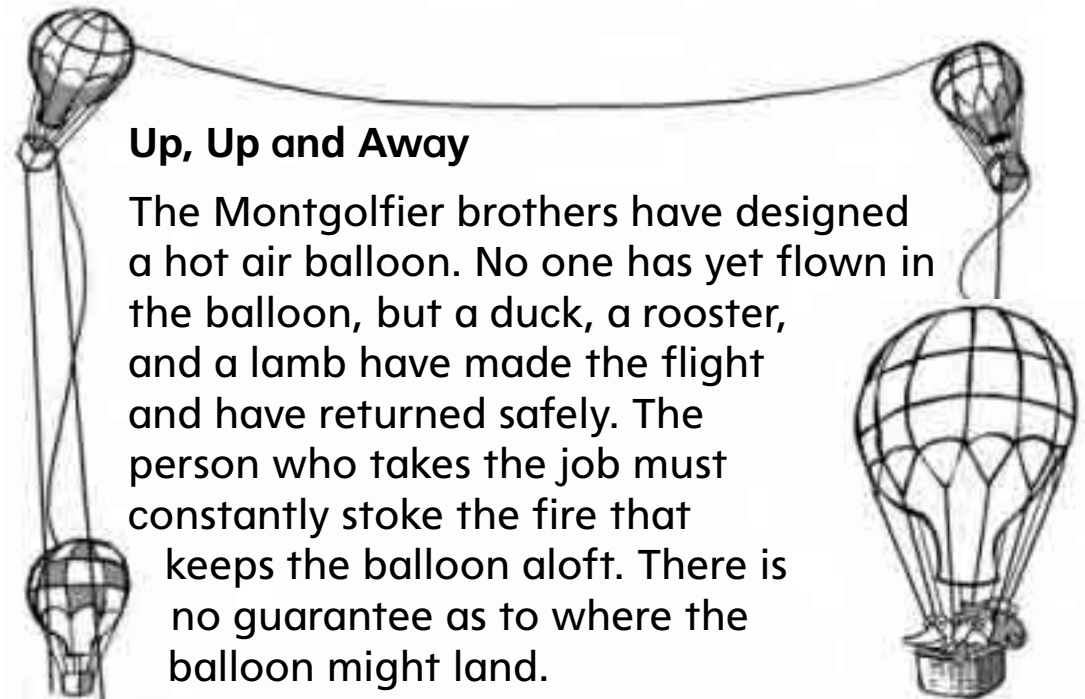 Up, Up and Away
The Montgolfier brothers have designed
a hot air balloon. No one has yet flown in
the balloon, but a duck, a rooster,
and a lamb have made the flight
and have returned safely. The
person who takes the job must
constantly stoke the fire that
keeps the balloon aloft. There is
no guarantee as to where the
balloon might land.